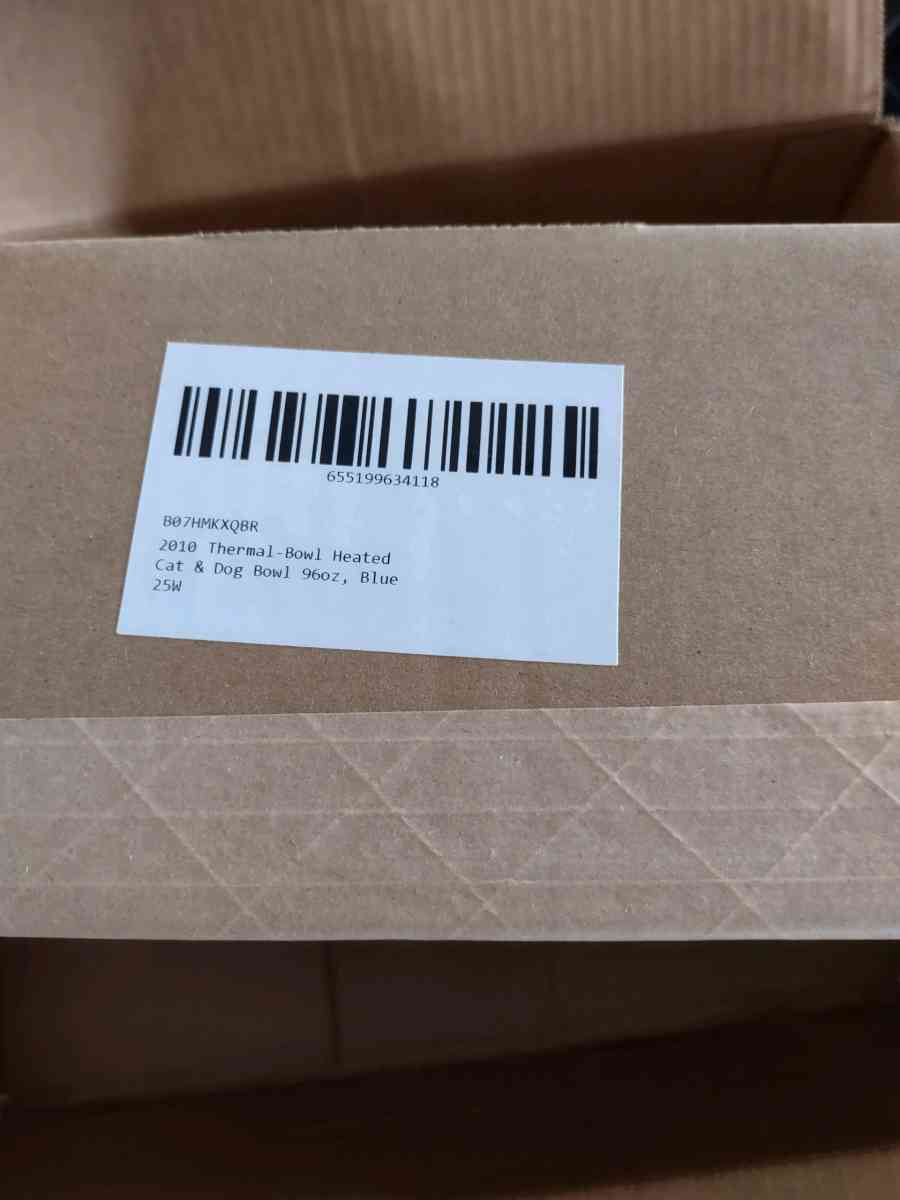 655199634118
B07HMKXQBR
2010 Thermal-Bowl Heated
Cat & Dog Bowl 96oz, Blue
25W